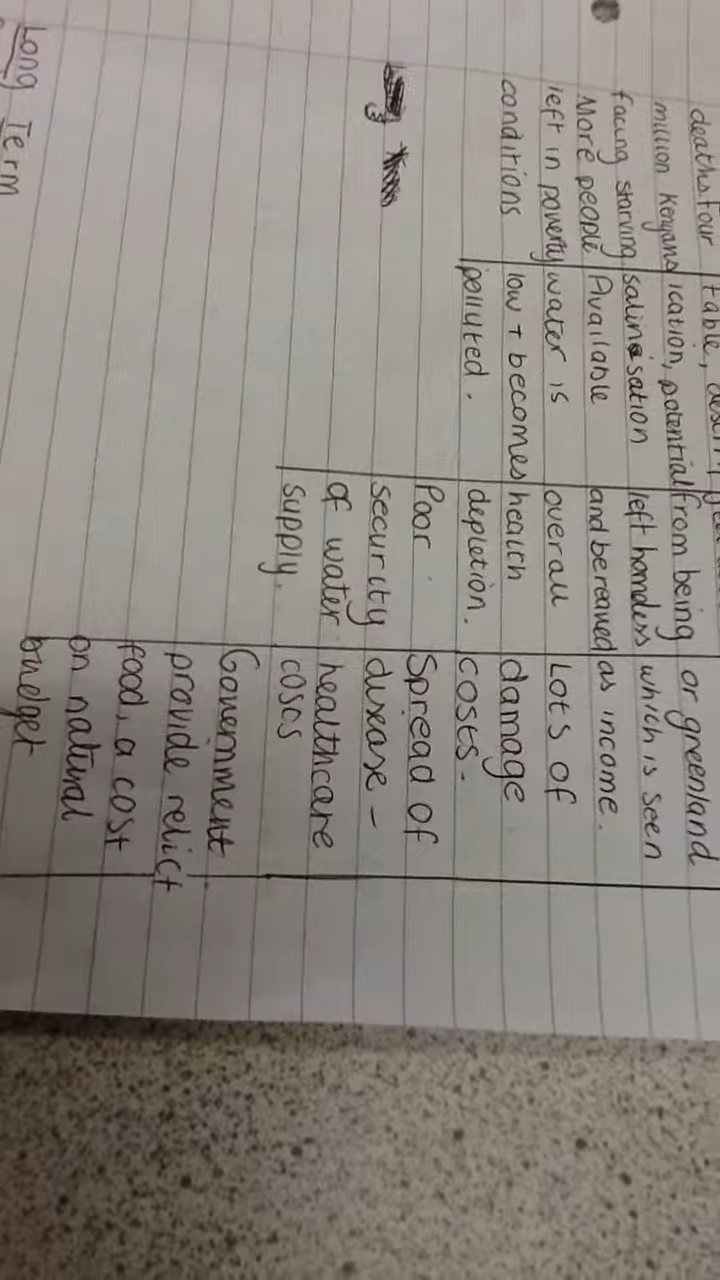 deaths. Four
million Kenyans
facing starving
More people
left in poverty
conditions
table,
ication, potential
salinisation
Available
water is
low + becomes
polluted.
from being
left homeless
and bereaved
overall
health
depletion.
Poor
security
of water
supply.
or greenland
which is seen
as income.
Lots of
damage
costs.
Spread of
disease -
healthcare
coses
Government
provide relief
food, a cost
on natural
budget
Long Term